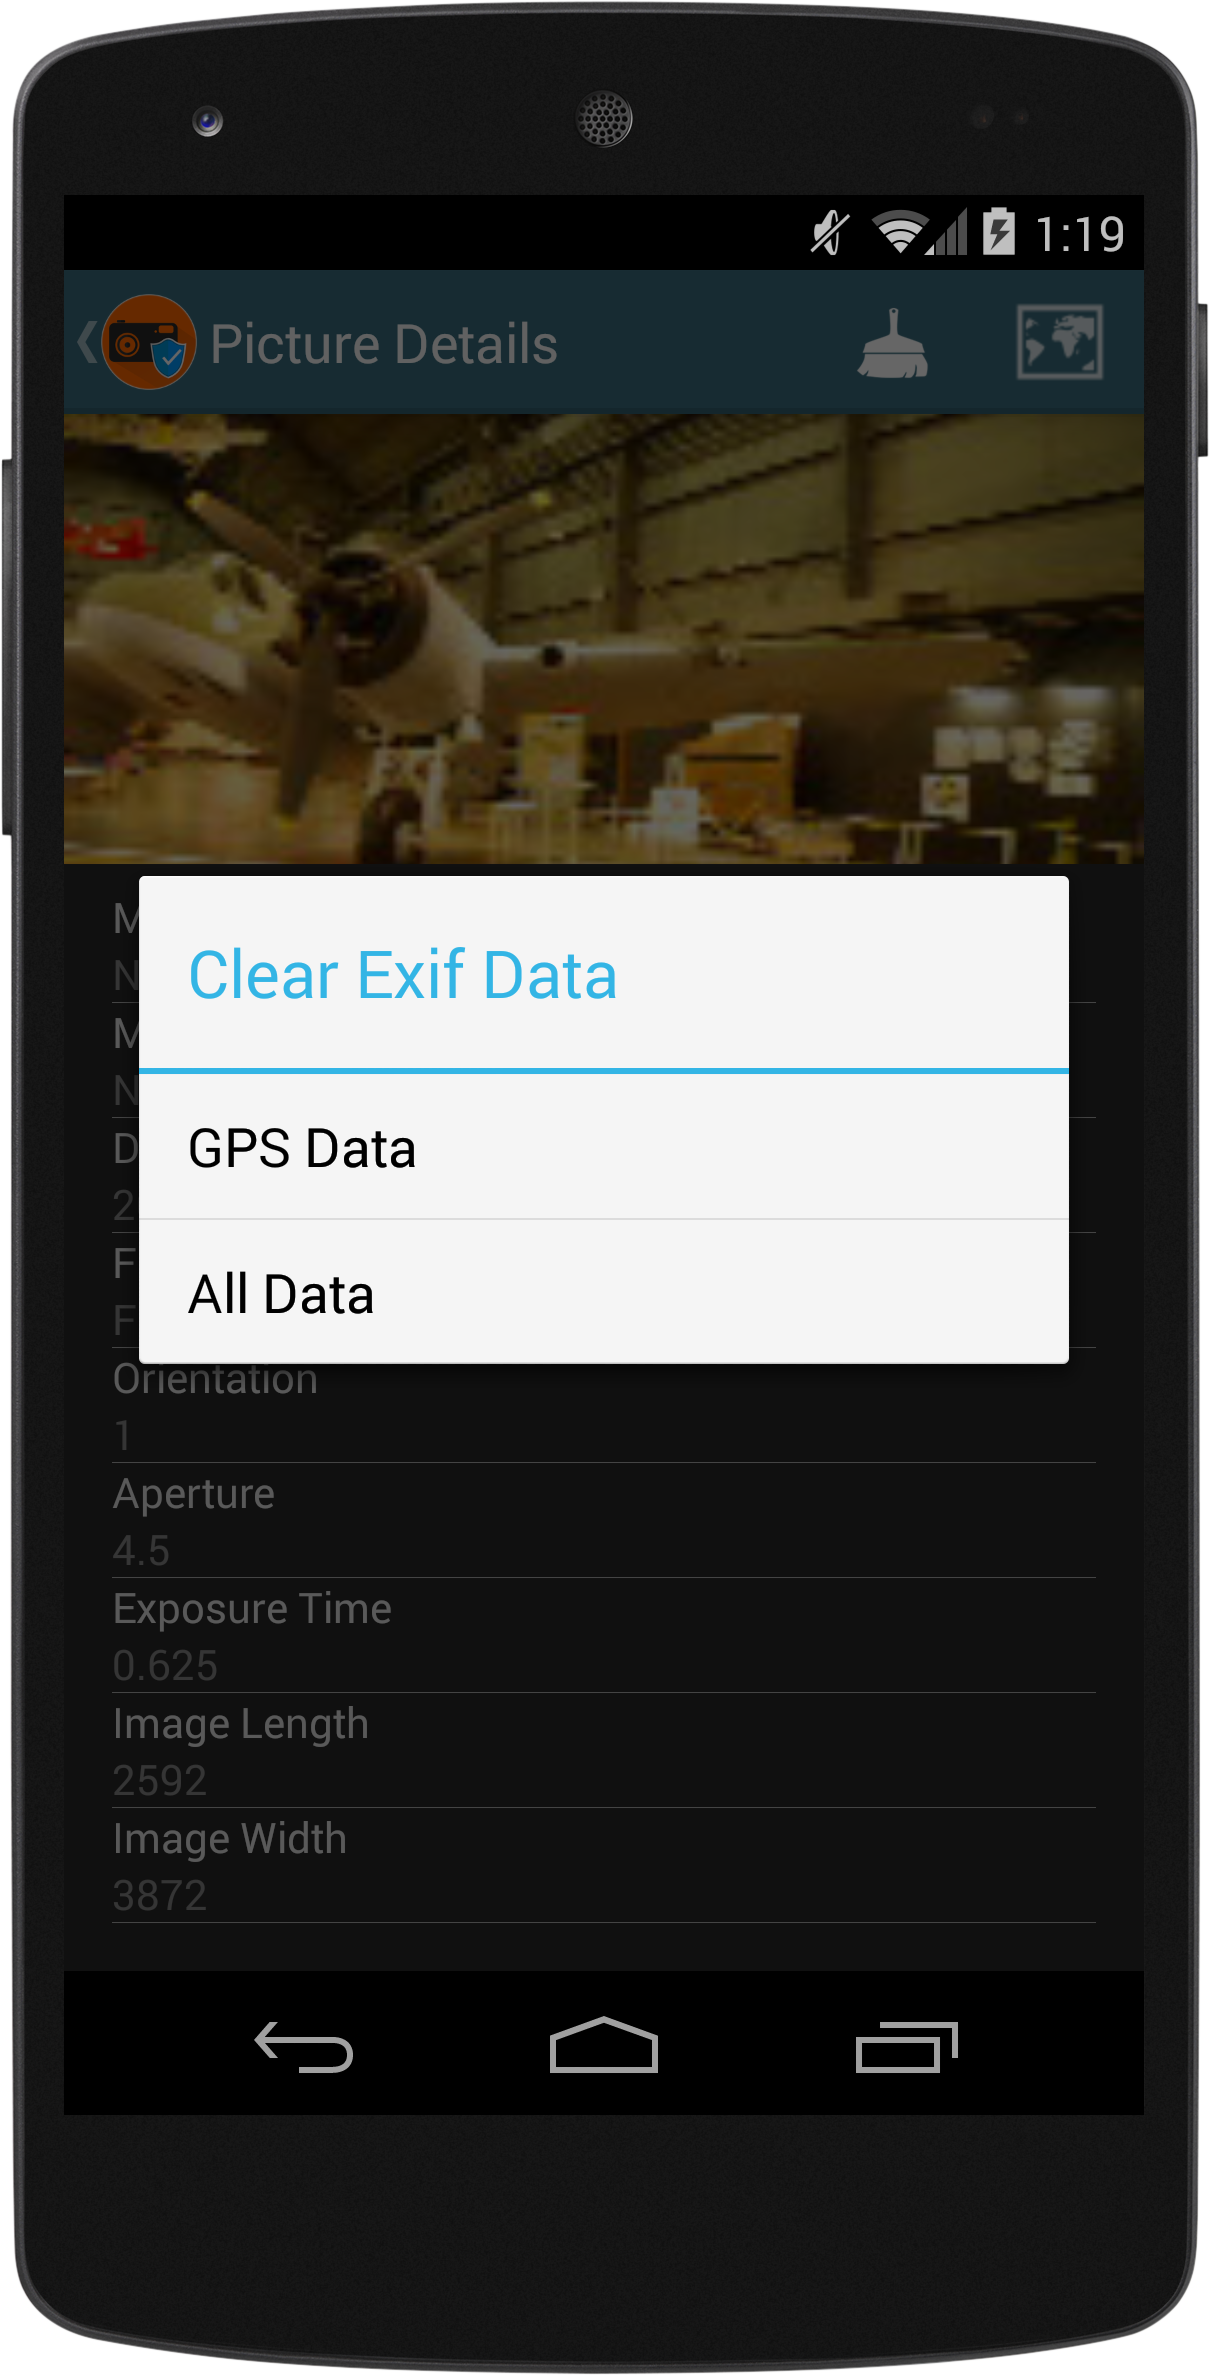 1:19
Picture Details
Clear Exif Data
GPS Data
All Data
Orientation
1
Aperture
4.5
Exposure Time
0.625
Image Length
2592
Image Width
3872